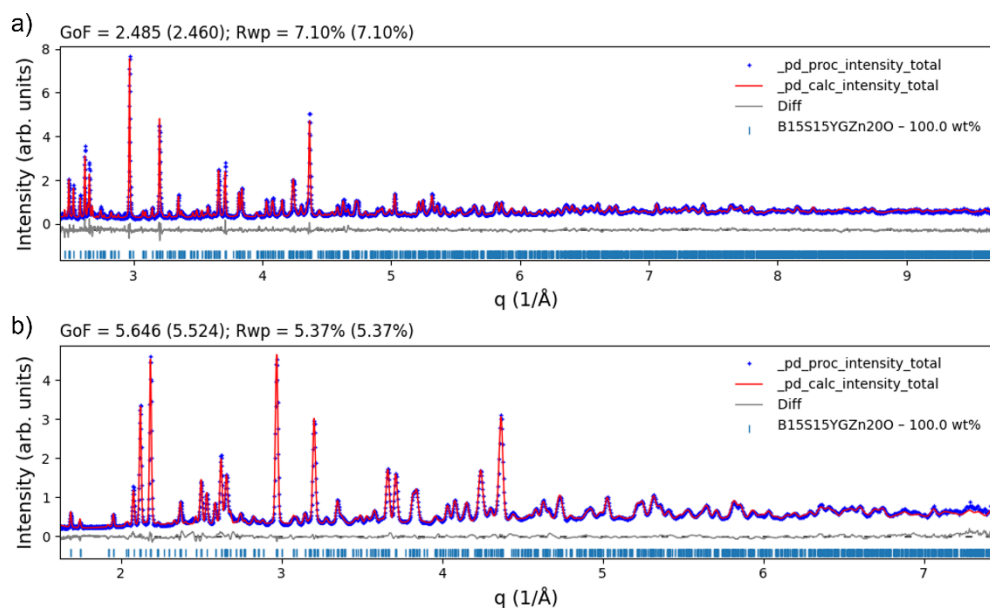 a)
GoF = 2.485 (2.460); Rwp = 7.10% (7.10%)
Intensity (arb. units)
8
6
4
2
0
_pd_proc_intensity_total
_pd_calc_intensity_total
Diff
B15S15YGZn20O – 100.0 wt%
3 4 5 6 7 8 9
q (1/Å)
b)
GoF = 5.646 (5.524); Rwp = 5.37% (5.37%)
Intensity (arb. units)
4
3
2
1
0
_pd_proc_intensity_total
_pd_calc_intensity_total
Diff
B15S15YGZn20O – 100.0 wt%
2 3 4 5 6 7
q (1/Å)